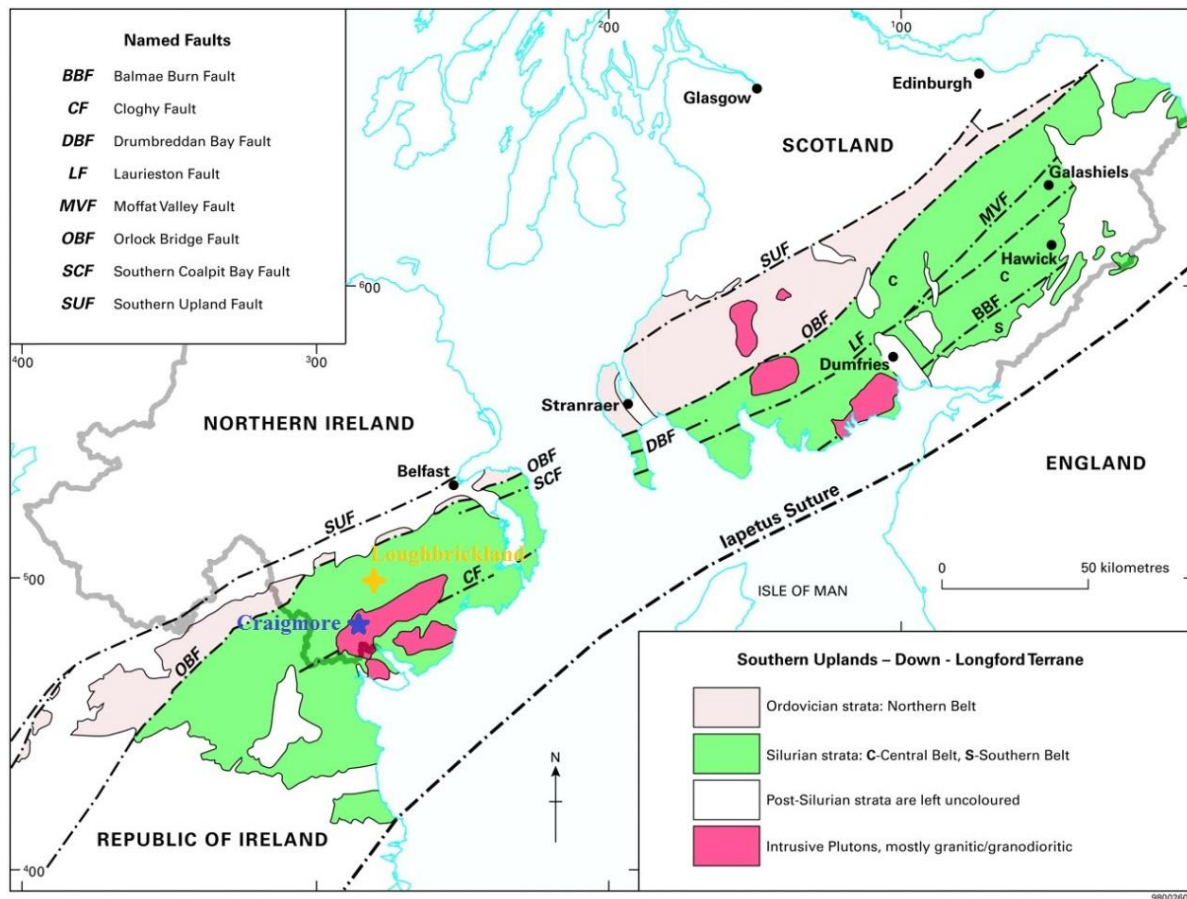 Named Faults
BBF Balmae Burn Fault
CF Cloghy Fault
DBF Drumbreddan Bay Fault
LF Laurieston Fault
MVF Moffat Valley Fault
OBF Orlock Bridge Fault
SCF Southern Coalpit Bay Fault
SUF Southern Upland Fault
200
100
Glasgow
Edinburgh
SCOTLAND
Galashiels
MVF
Hawick
C
C
SUF
600
BBF
S
OBF
LF
Dumfries
400
300
Stranraer
DBF
NORTHERN IRELAND
ENGLAND
Belfast
OBF
SCF
Iapetus Suture
SUF
Loughbrickland
500
CF
0 50 kilometres
ISLE OF MAN
Craigmore
OBF
N
REPUBLIC OF IRELAND
400
Southern Uplands – Down - Longford Terrane
Ordovician strata: Northern Belt
Silurian strata: C-Central Belt, S-Southern Belt
Post-Silurian strata are left uncoloured
Intrusive Plutons, mostly granitic/granodioritic
9800260